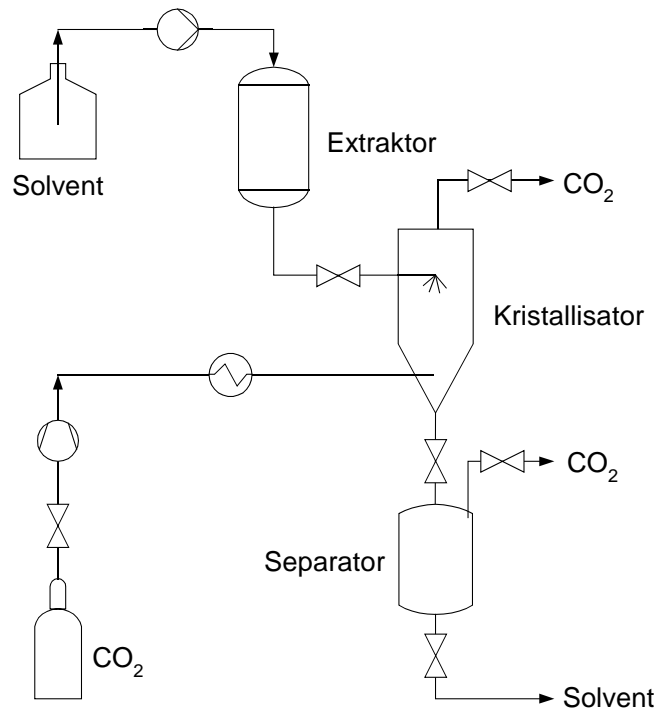 Solvent
Extraktor
CO₂
Kristallisator
CO₂
Separator
CO₂
Solvent